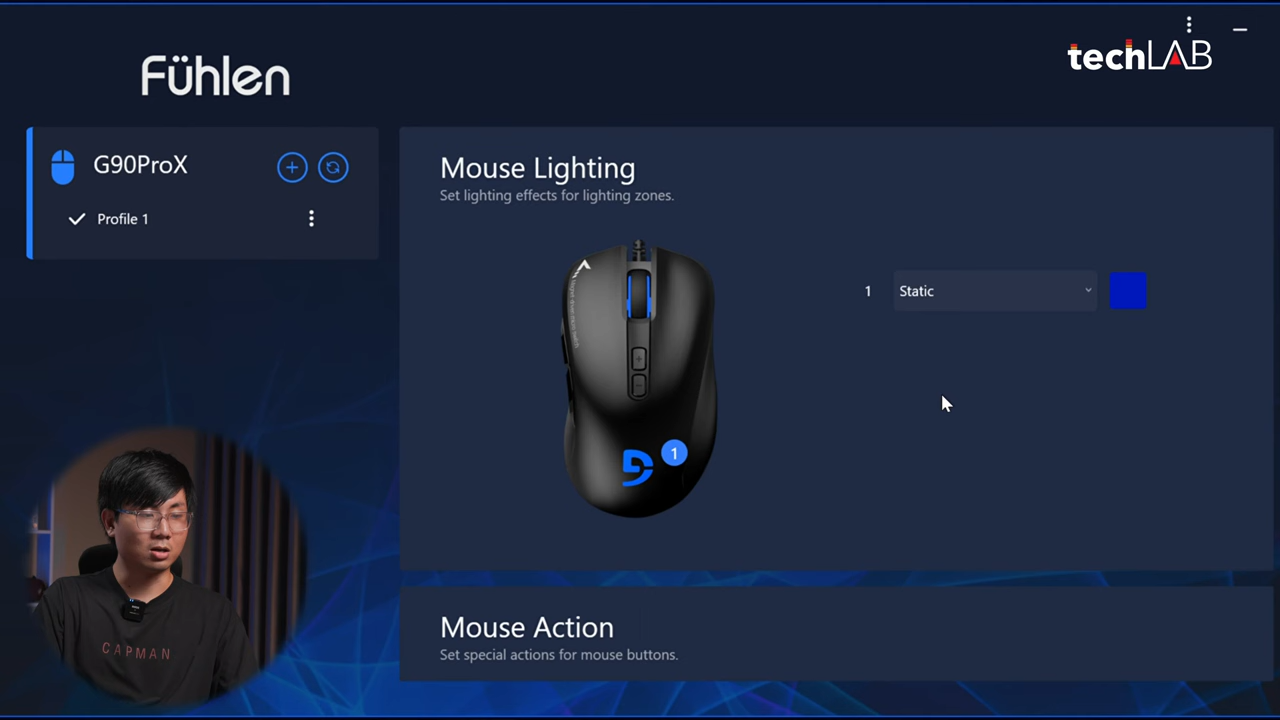 techLAB
Fühlen
G90ProX
Profile 1
Mouse Lighting
Set lighting effects for lighting zones.
1
Static
1
Mouse Action
Set special actions for mouse buttons.
CAPMAN